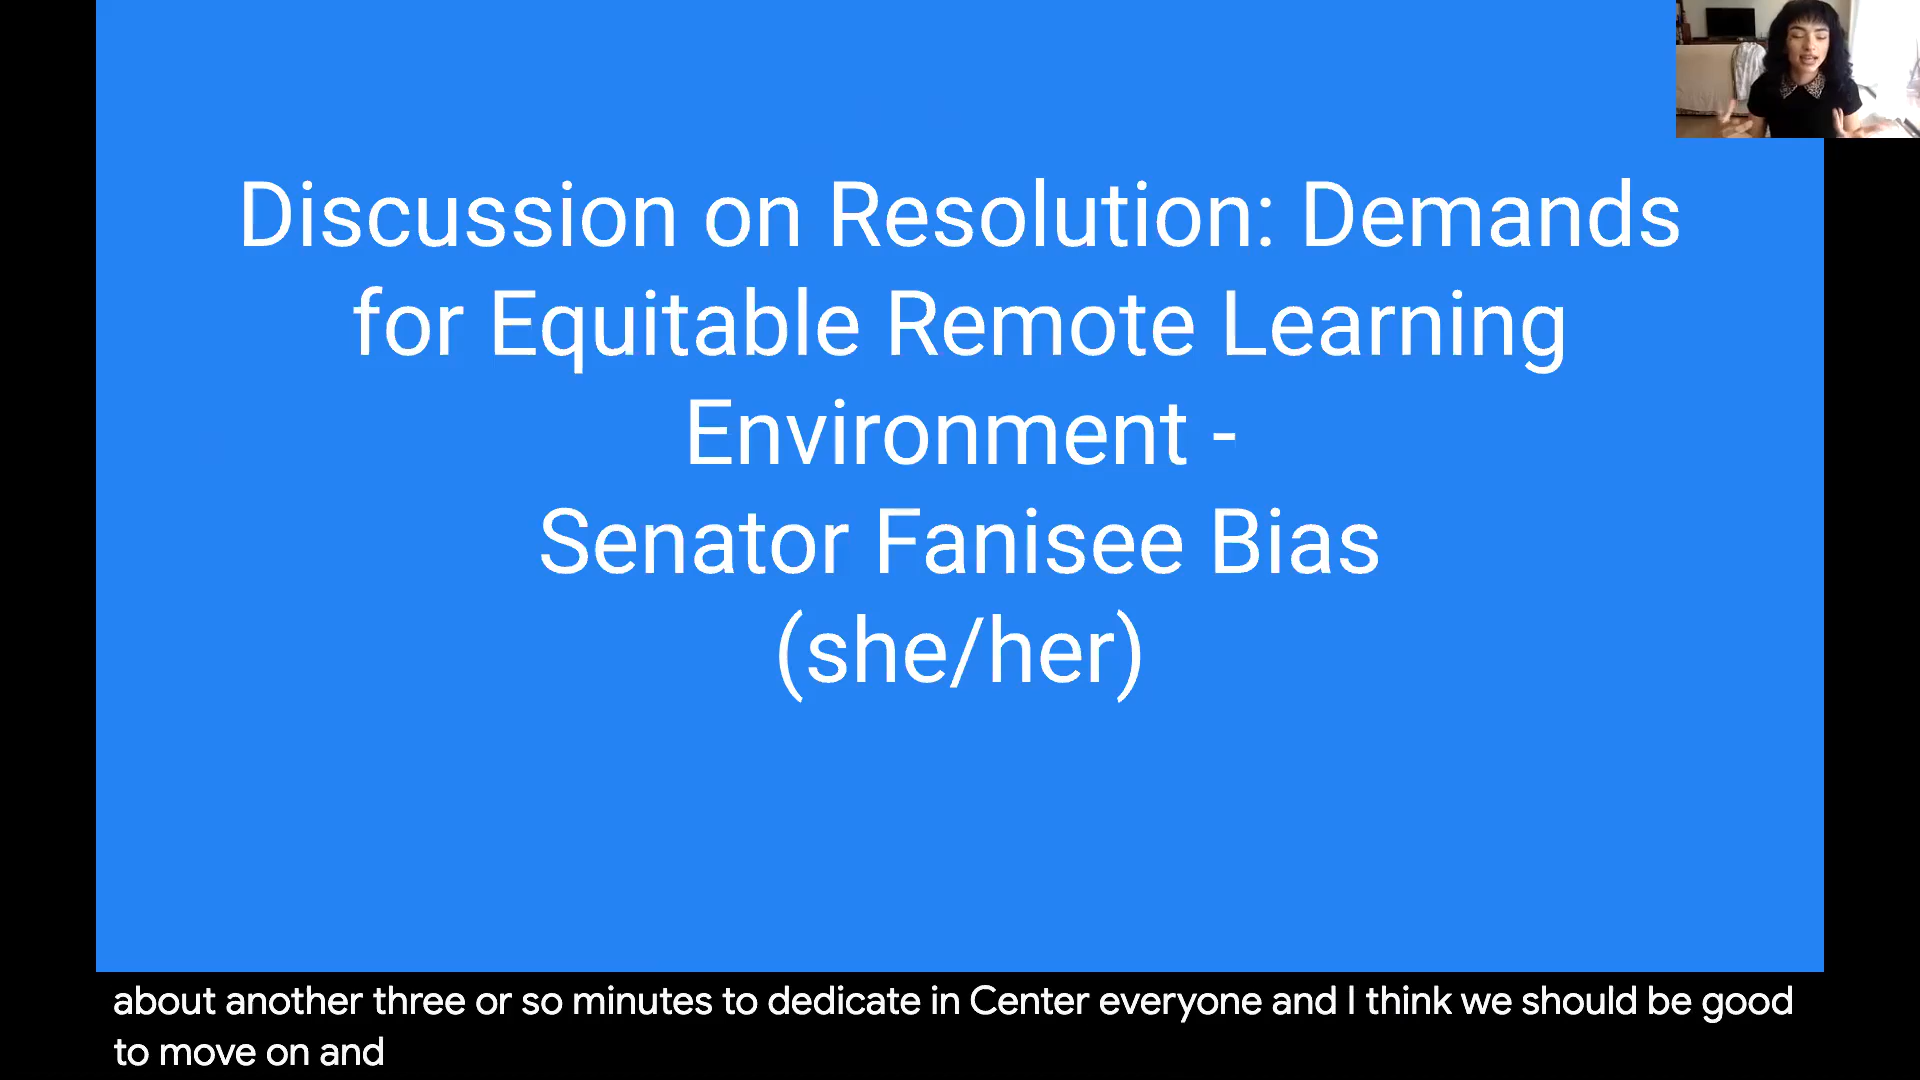 Discussion on Resolution: Demands
for Equitable Remote Learning
Environment -
Senator Fanisee Bias
(she/her)
about another three or so minutes to dedicate in Center everyone and I think we should be good
to move on and